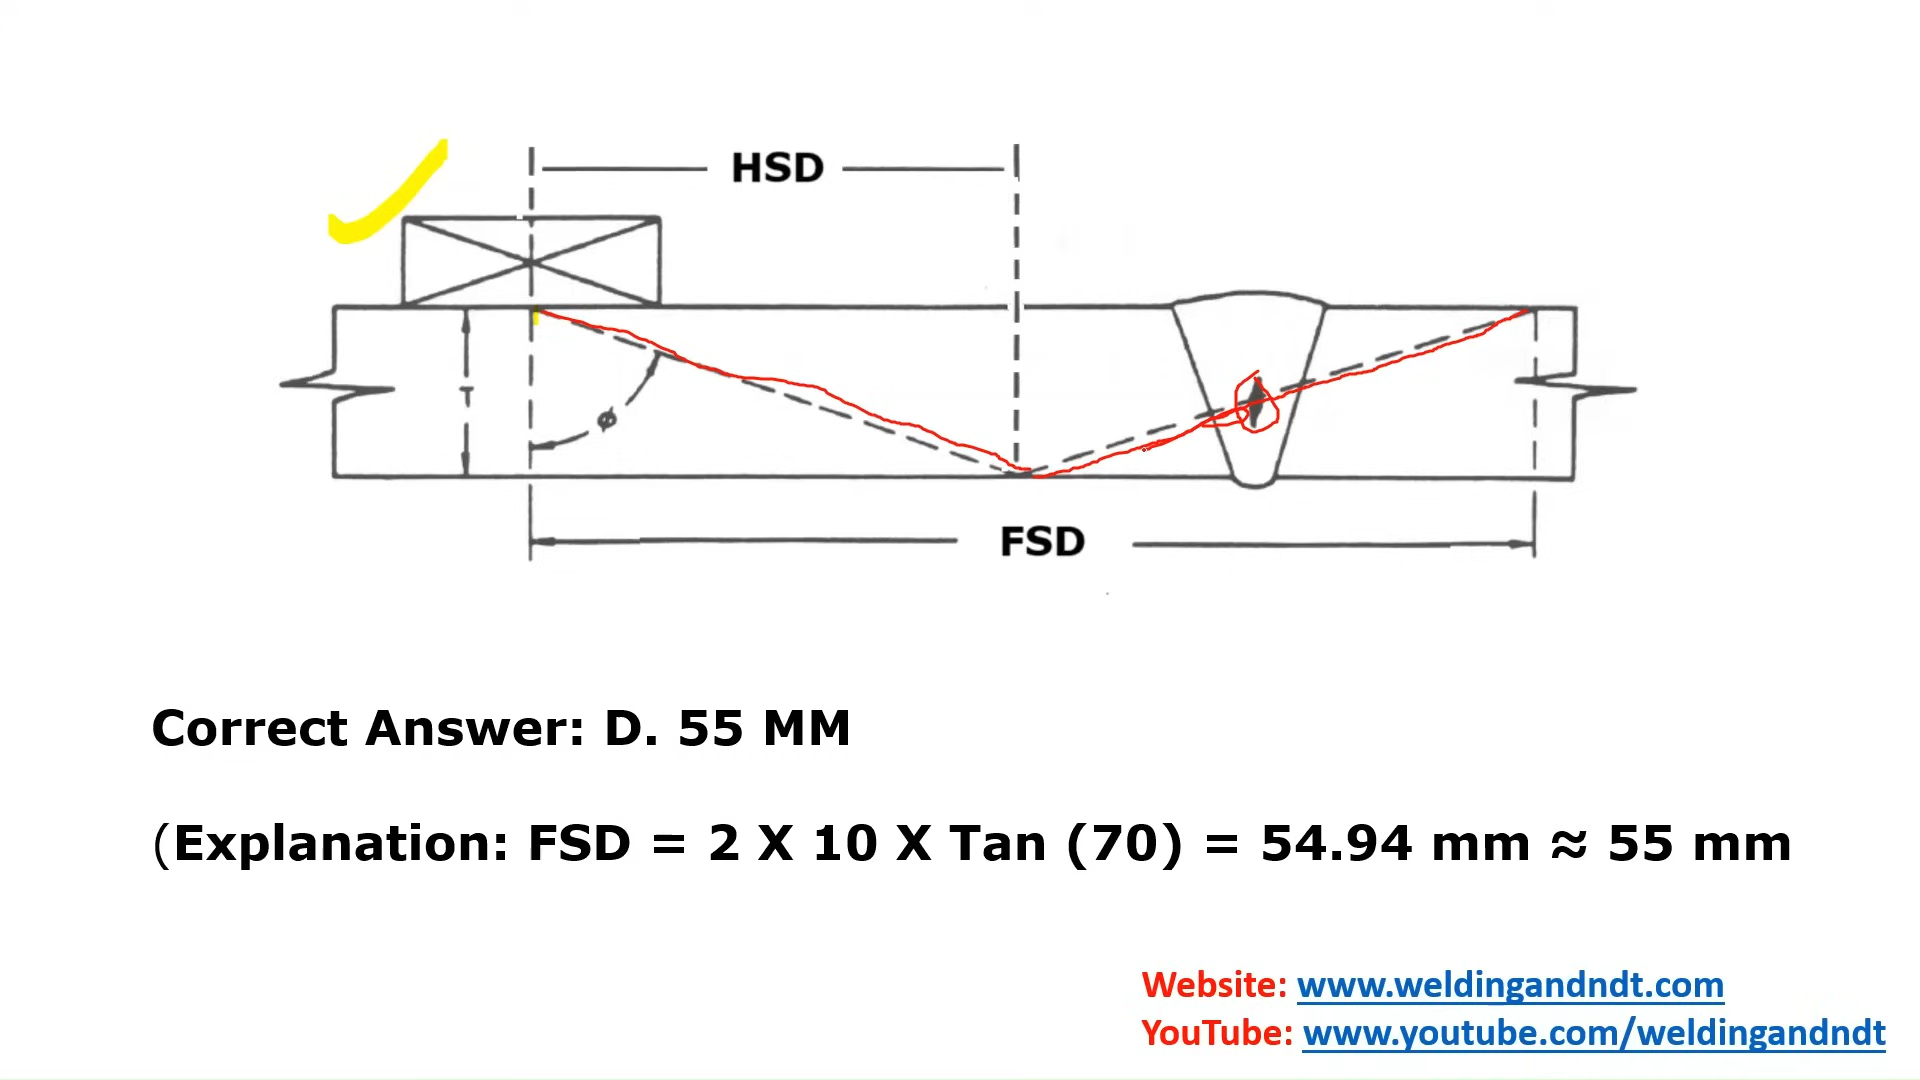 HSD
T
ϕ
FSD
Correct Answer: D. 55 MM
(Explanation: FSD = 2 X 10 X Tan (70) = 54.94 mm ≈ 55 mm
Website: www.weldingandndt.com
YouTube: www.youtube.com/weldingandndt